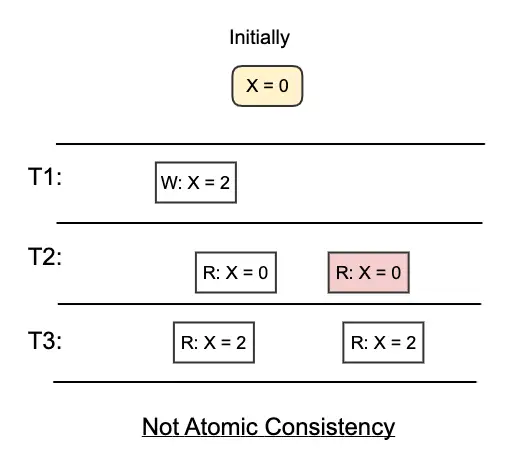 Initially
X = 0
T1:
W: X = 2
T2:
R: X = 0
R: X = 0
T3:
R: X = 2
R: X = 2
Not Atomic Consistency